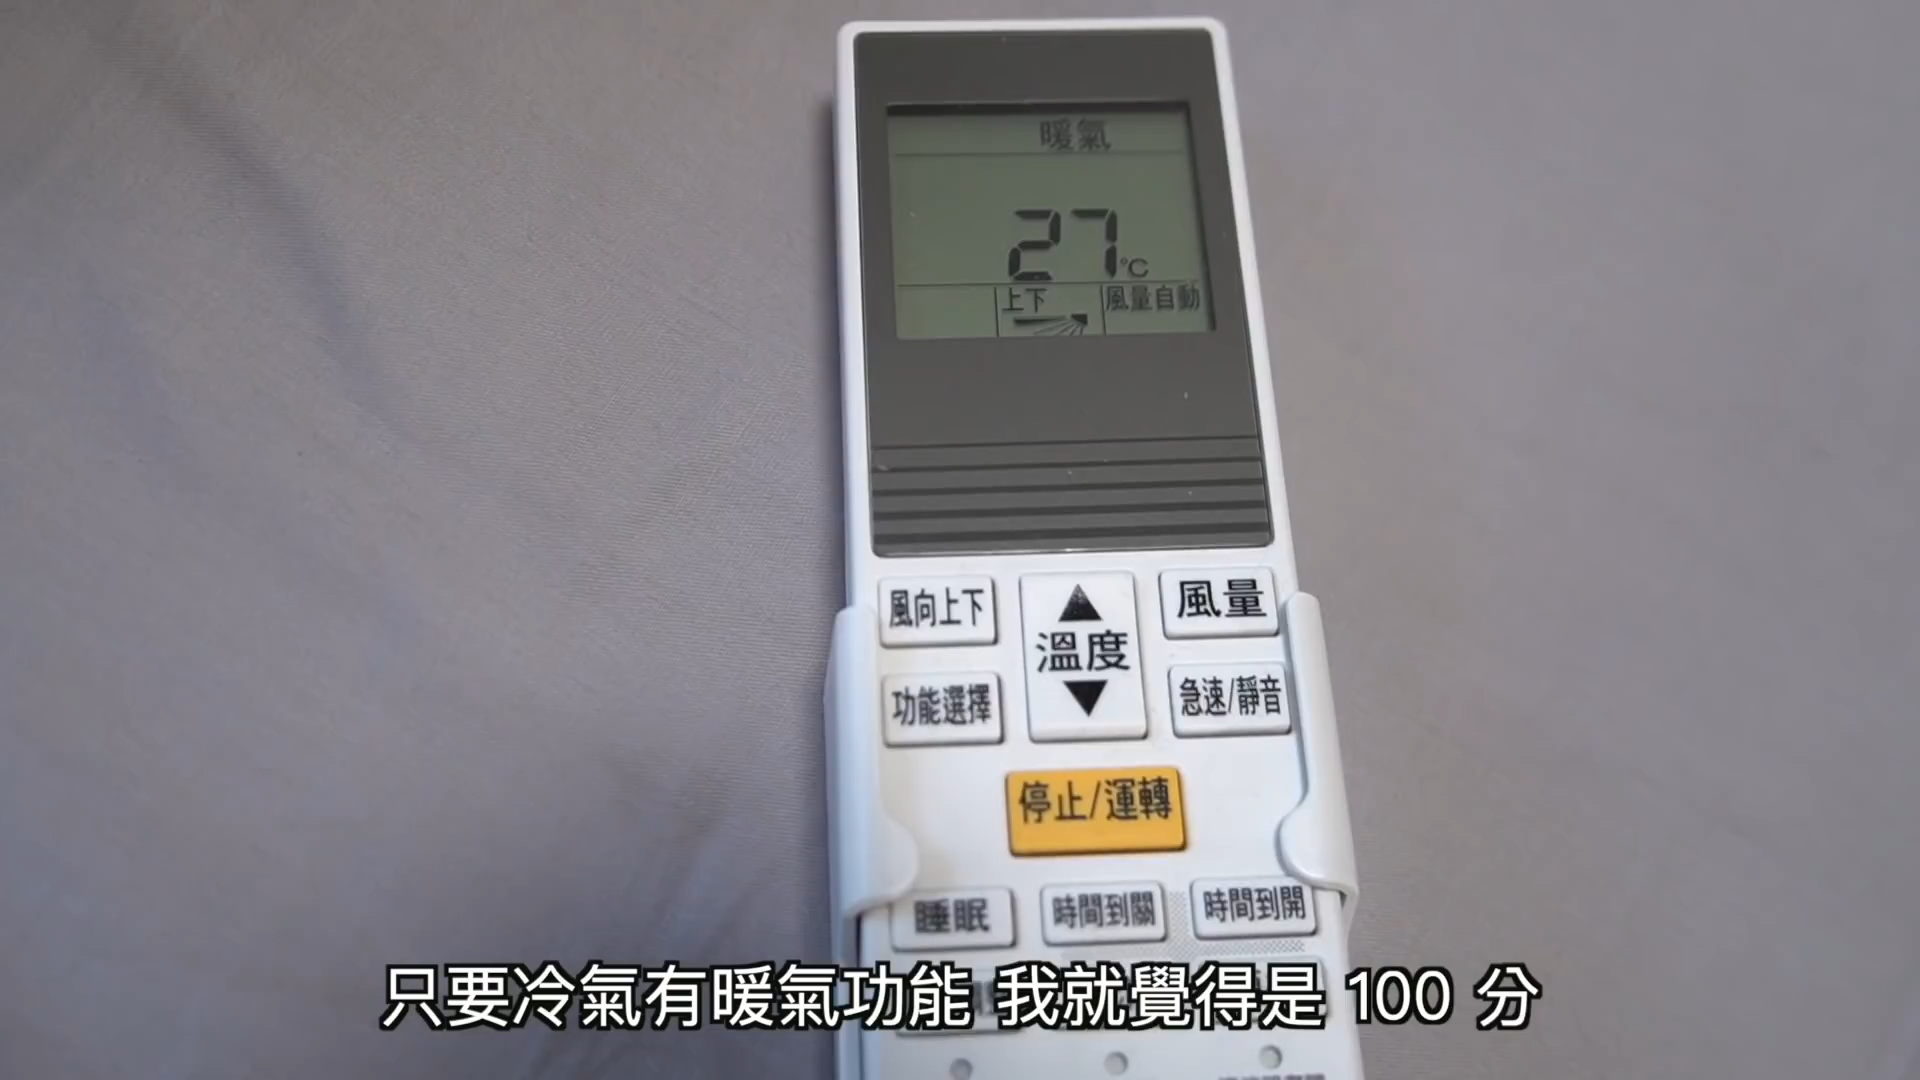 暖氣
27°C
上下 風量自動
風向上下
溫度
風量
功能選擇
急速/靜音
停止/運轉
睡眠
時間到關
時間到開
只要冷氣有暖氣功能 我就覺得是 100 分